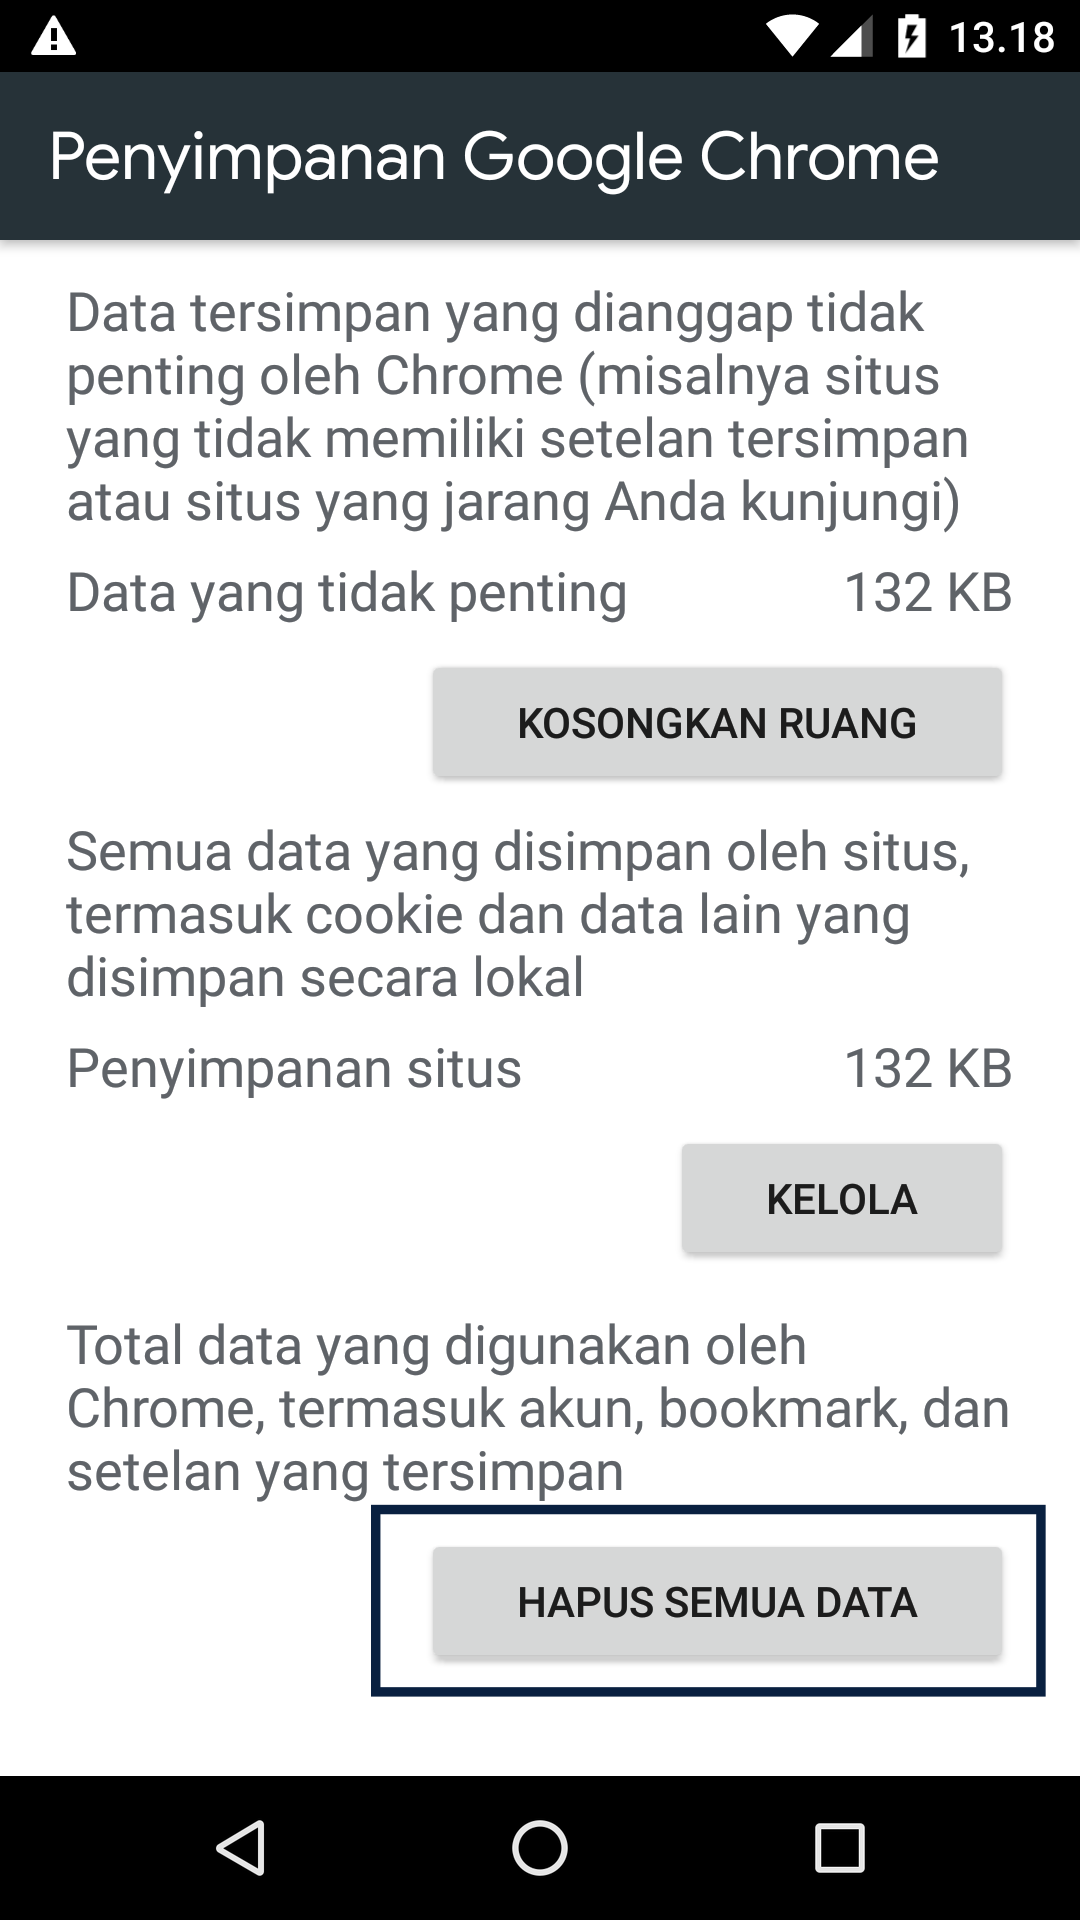 13.18
Penyimpanan Google Chrome
Data tersimpan yang dianggap tidak
penting oleh Chrome (misalnya situs
yang tidak memiliki setelan tersimpan
atau situs yang jarang Anda kunjungi)
Data yang tidak penting 132 KB
KOSONGKAN RUANG
Semua data yang disimpan oleh situs,
termasuk cookie dan data lain yang
disimpan secara lokal
Penyimpanan situs 132 KB
KELOLA
Total data yang digunakan oleh
Chrome, termasuk akun, bookmark, dan
setelan yang tersimpan
HAPUS SEMUA DATA